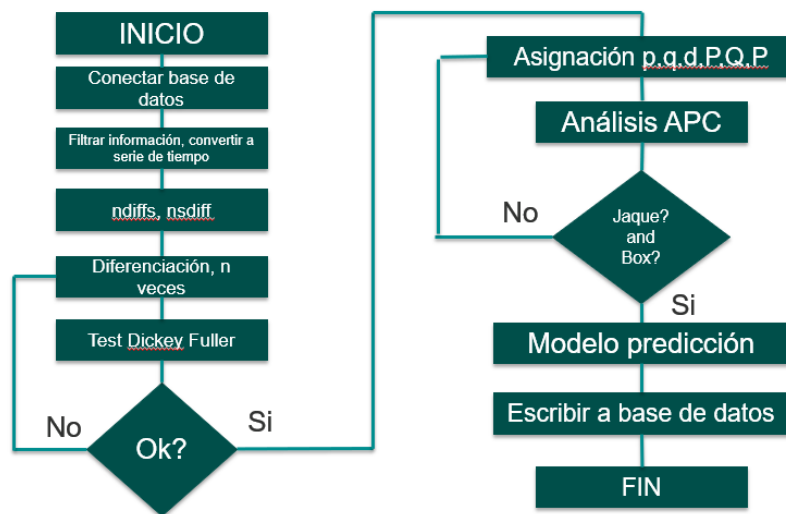 INICIO
Conectar base de
datos
Filtrar información, convertir a
serie de tiempo
ndiffs, nsdiff
Diferenciación, n
veces
Test Dickey Fuller
No
Ok?
Si
Asignación p,q,d,P,Q,P
Análisis APC
No
Jaque?
and
Box?
Si
Modelo predicción
Escribir a base de datos
FIN